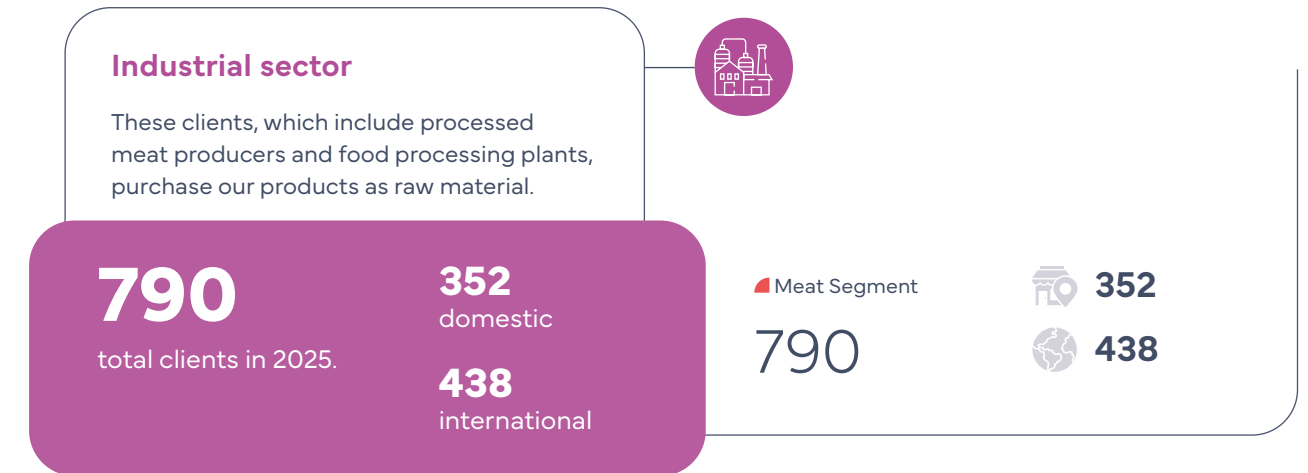 Industrial sector
These clients, which include processed
meat producers and food processing plants,
purchase our products as raw material.
790
total clients in 2025.
352
domestic
438
international
Meat Segment
790
352
438